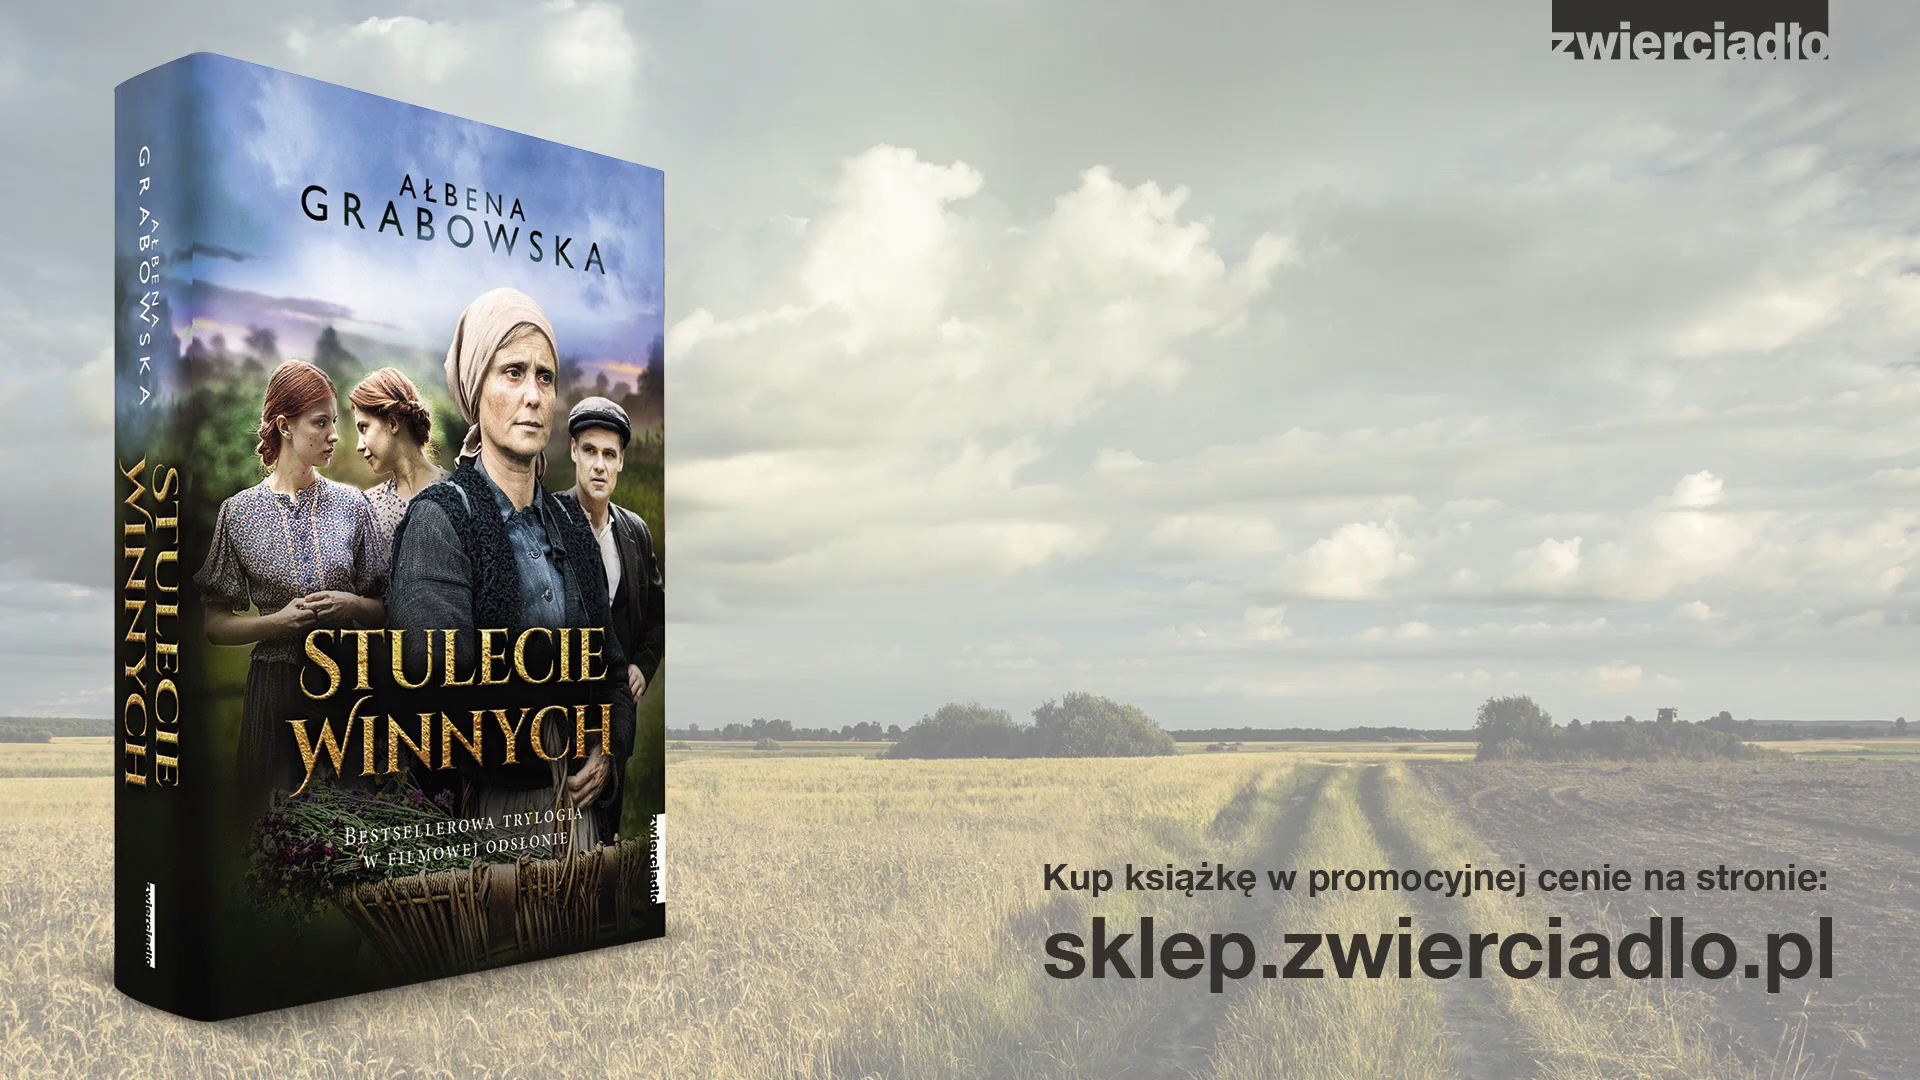 zwierciadło
AŁBENA
GRABOWSKA
STULECIE
WINNYCH
BESTSELLEROWA TRYLOGIA
W FILMOWEJ ODSŁONIE
zwierciadło
AŁBENA
GRABOWSKA
STULECIE
WINNYCH
zwierciadło
Kup książkę w promocyjnej cenie na stronie:
sklep.zwierciadlo.pl